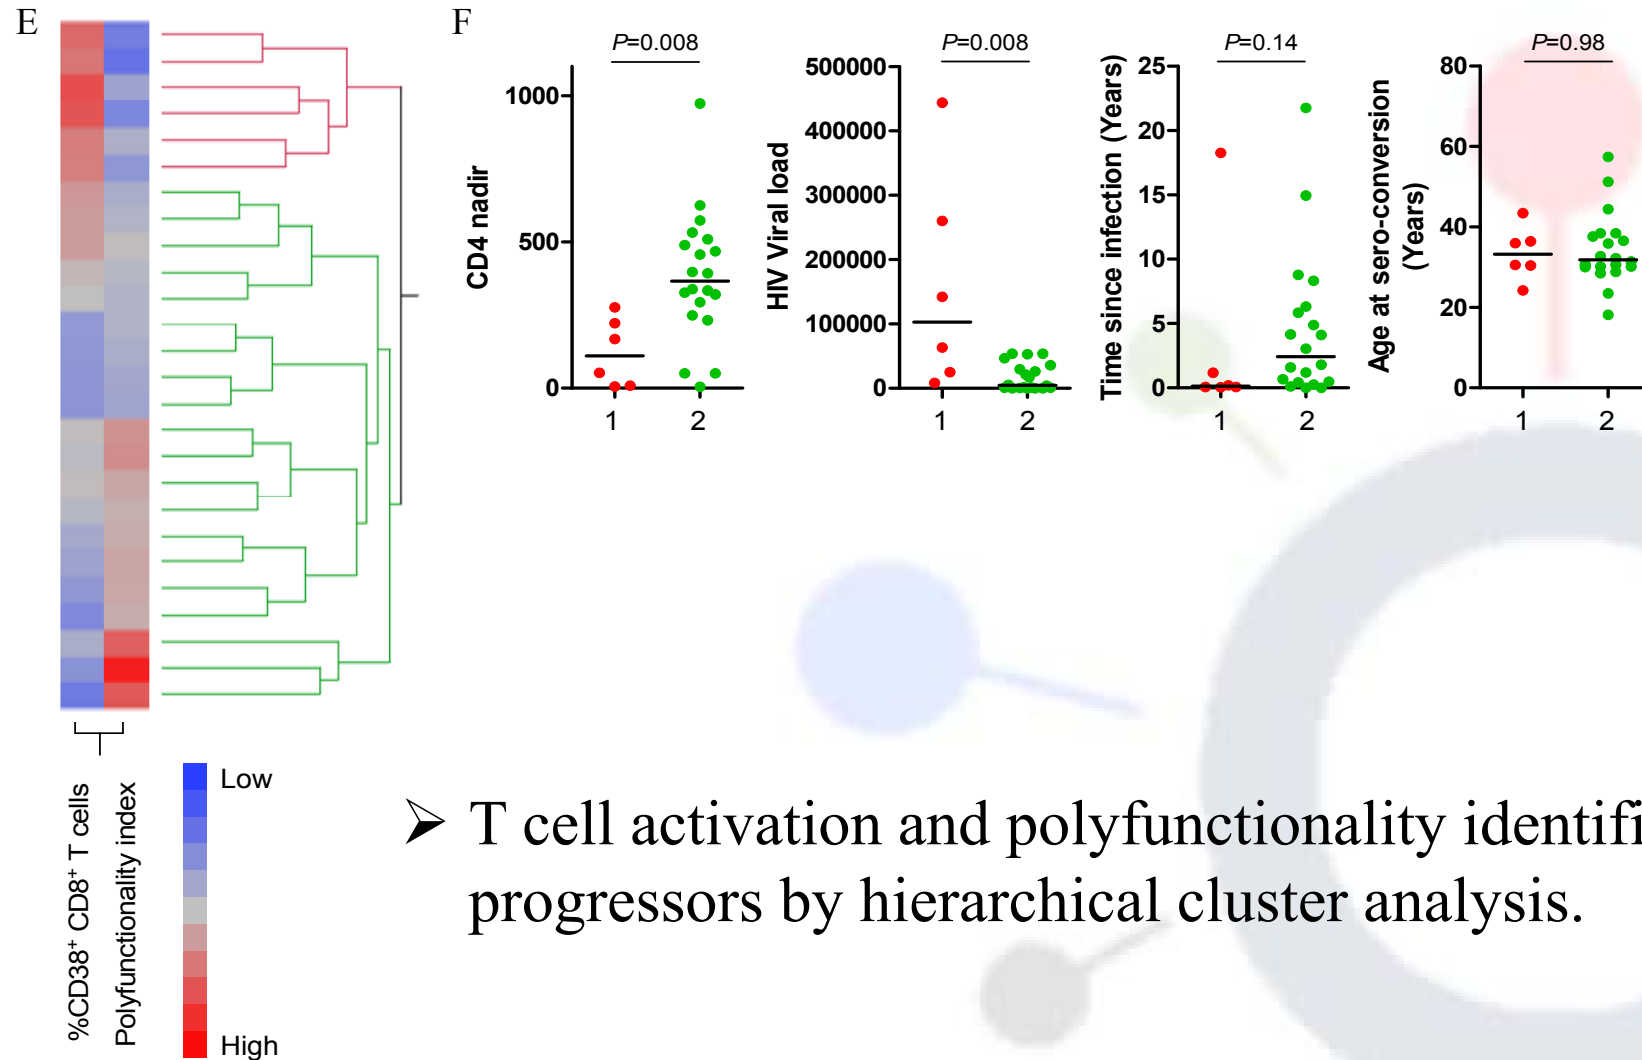 E
F
P=0.008
P=0.008
P=0.14
P=0.98
CD4 nadir
1000
500
0
1 2
HIV Viral load
500000
400000
300000
200000
100000
0
1 2
Time since infection (Years)
25
20
15
10
5
0
1 2
Age at sero-conversion
(Years)
80
60
40
20
0
1 2
%CD38+ CD8+ T cells
Polyfunctionality index
Low
High
➢ T cell activation and polyfunctionality identifi
progressors by hierarchical cluster analysis.